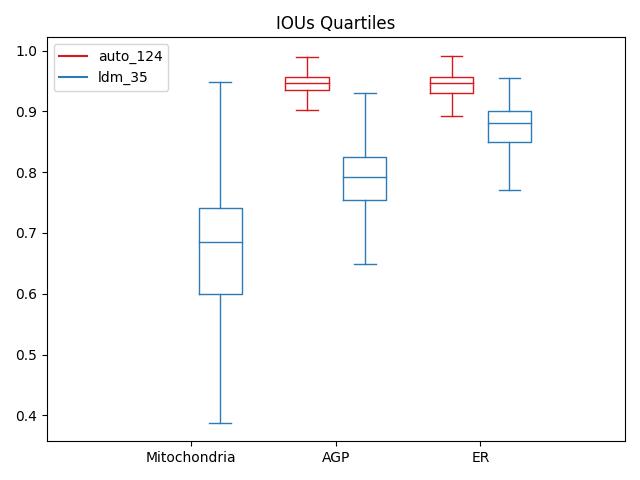 IOUs Quartiles
auto_124
ldm_35
1.0
0.9
0.8
0.7
0.6
0.5
0.4
Mitochondria
AGP
ER